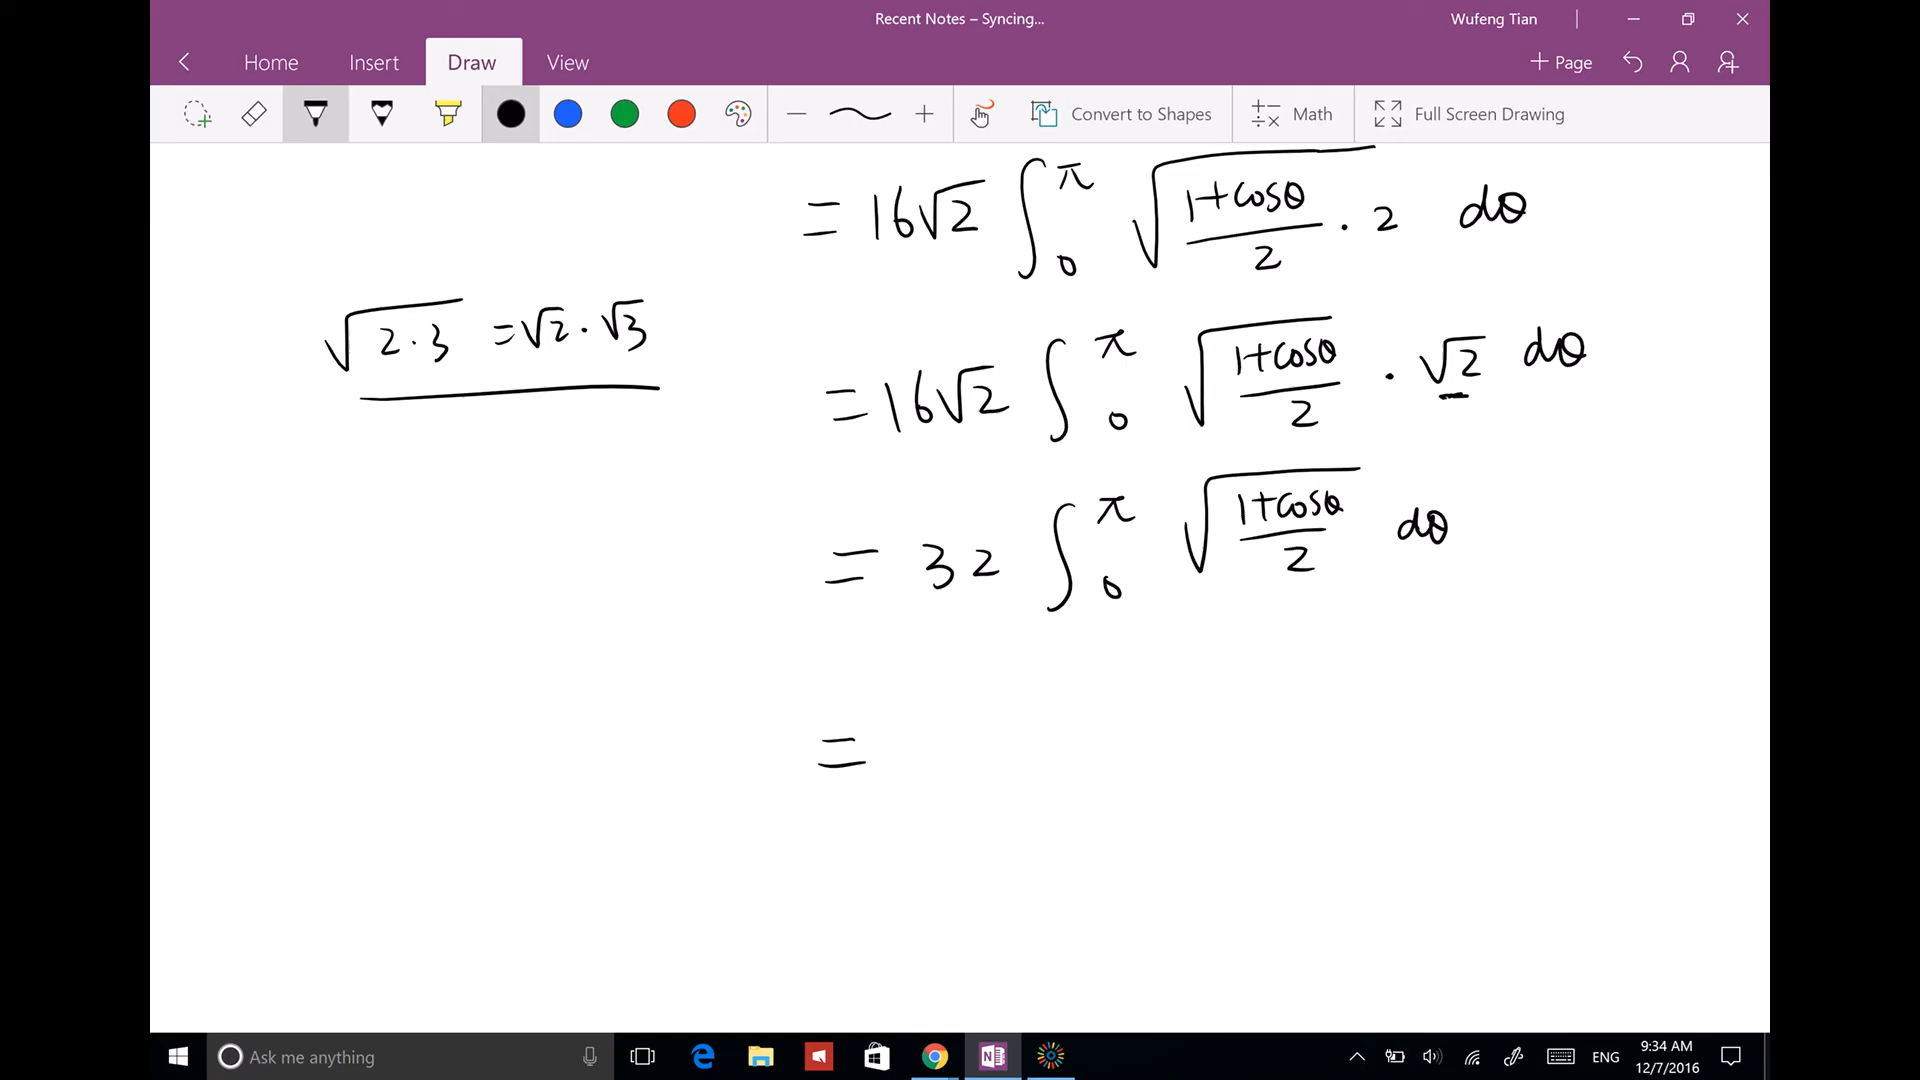 Recent Notes – Syncing...
Wufeng Tian
Home Insert Draw View
Page
Convert to Shapes
Math
Full Screen Drawing
= 16√2 ∫₀^π √((1+cosθ)/2 · 2) dθ
√(2·3) = √2 · √3
= 16√2 ∫₀^π √((1+cosθ)/2) · √2 dθ
= 32 ∫₀^π √((1+cosθ)/2) dθ
=
Ask me anything
ENG
9:34 AM
12/7/2016